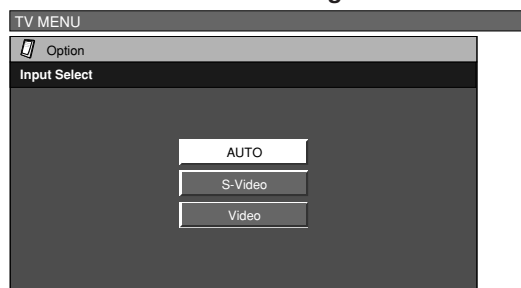 TV MENU
Option
Input Select
AUTO
S-Video
Video